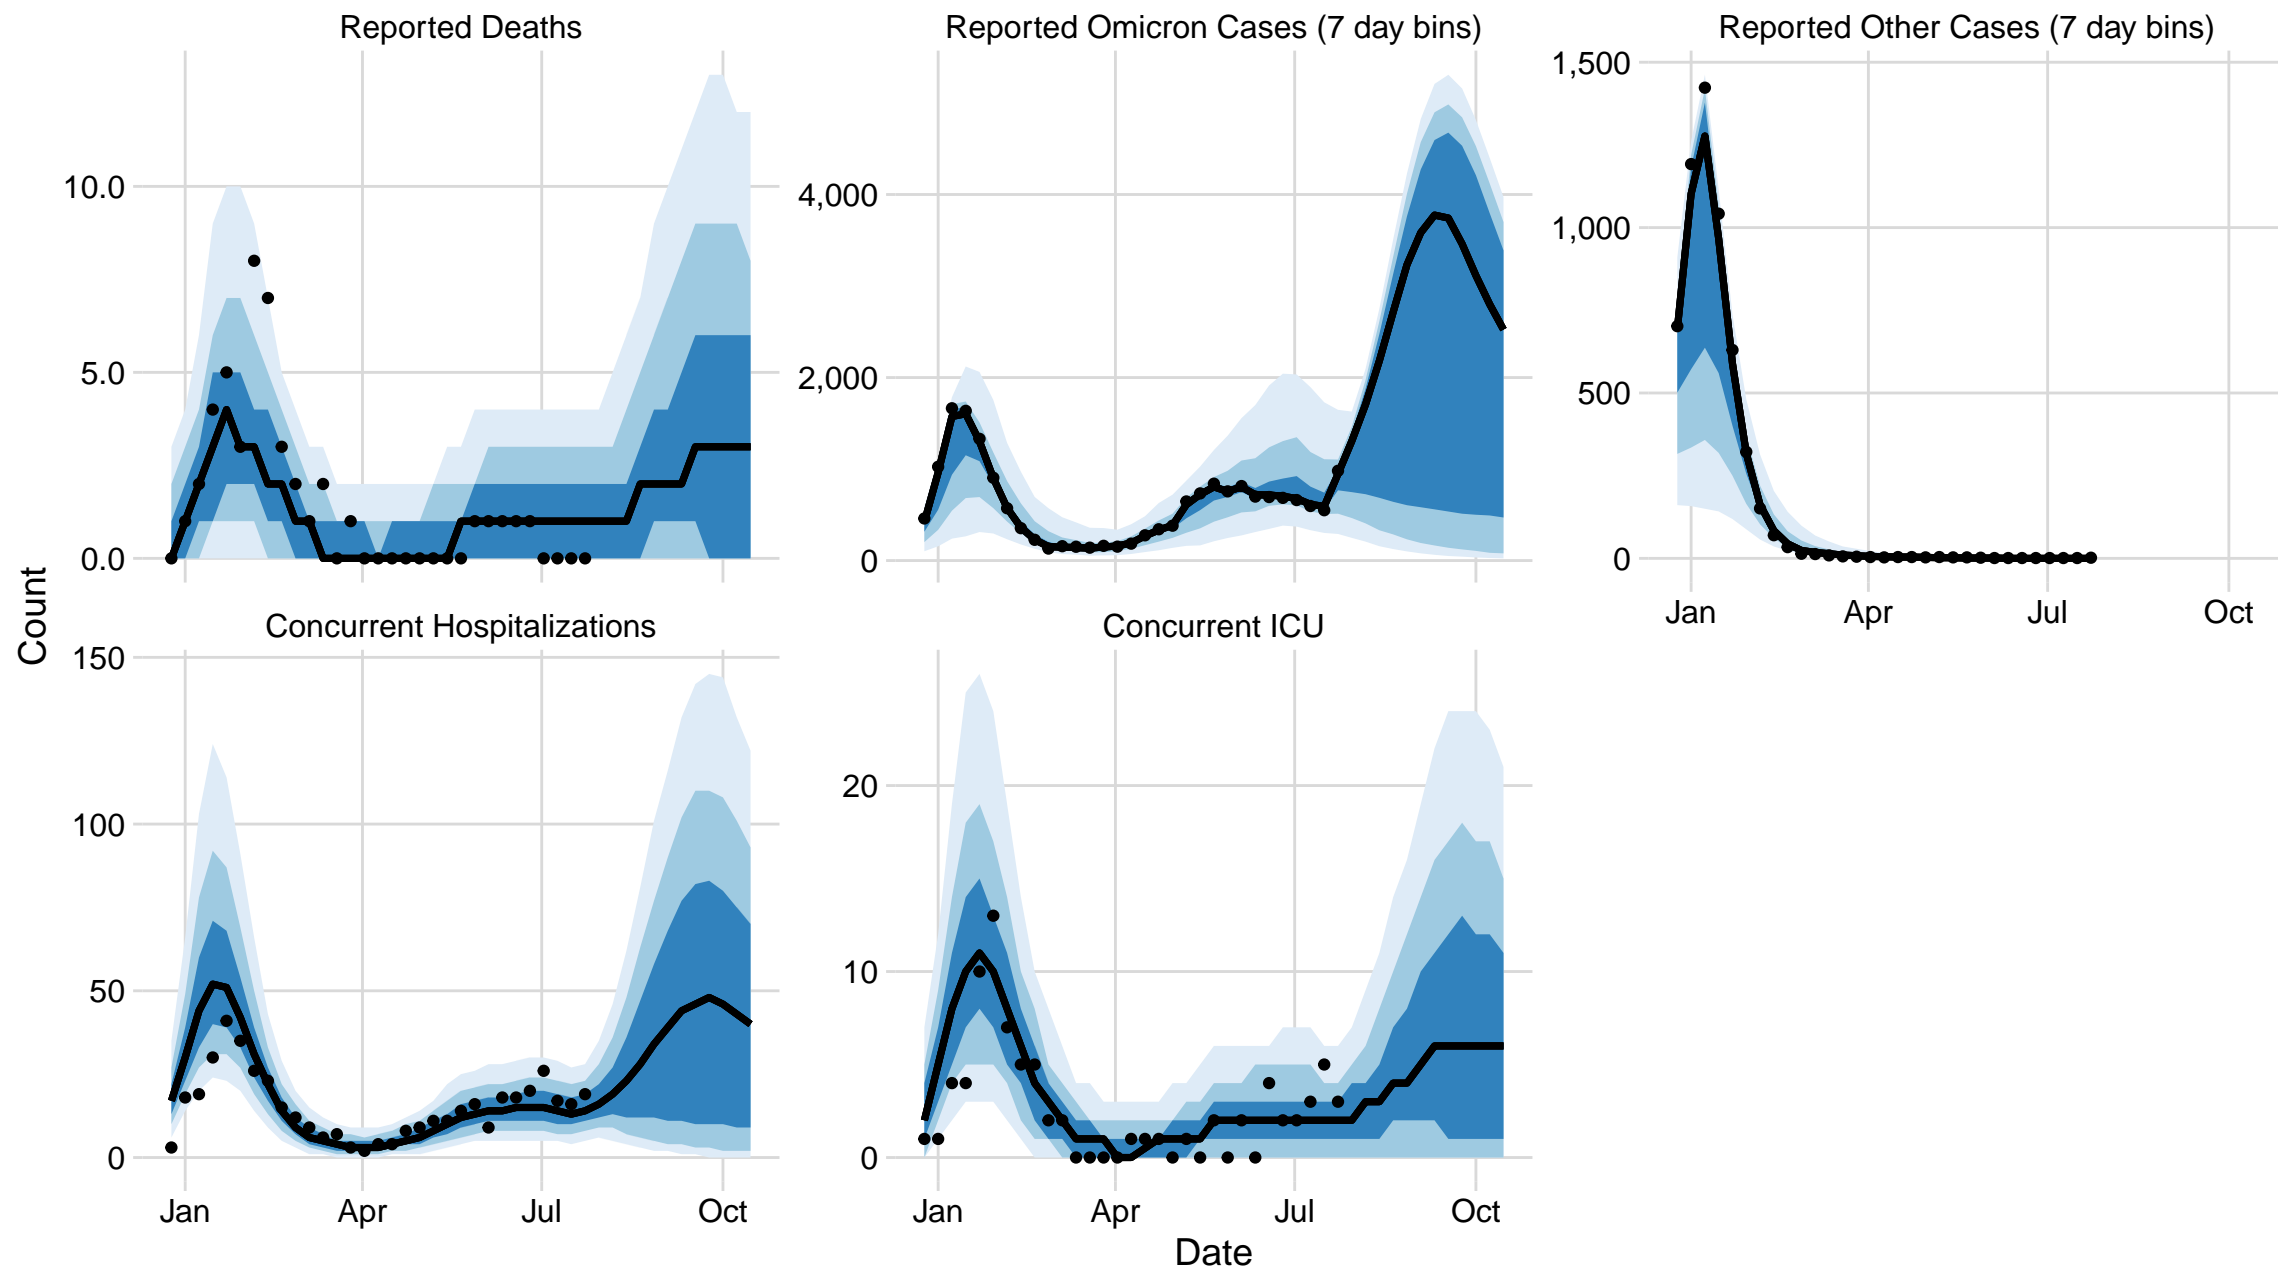 Reported Deaths
Reported Omicron Cases (7 day bins)
Reported Other Cases (7 day bins)
10.0
5.0
0.0
4,000
2,000
0
1,500
1,000
500
0
Jan Apr Jul Oct
Count
Concurrent Hospitalizations
Concurrent ICU
150
100
50
0
20
10
0
Jan Apr Jul Oct
Jan Apr Jul Oct
Date